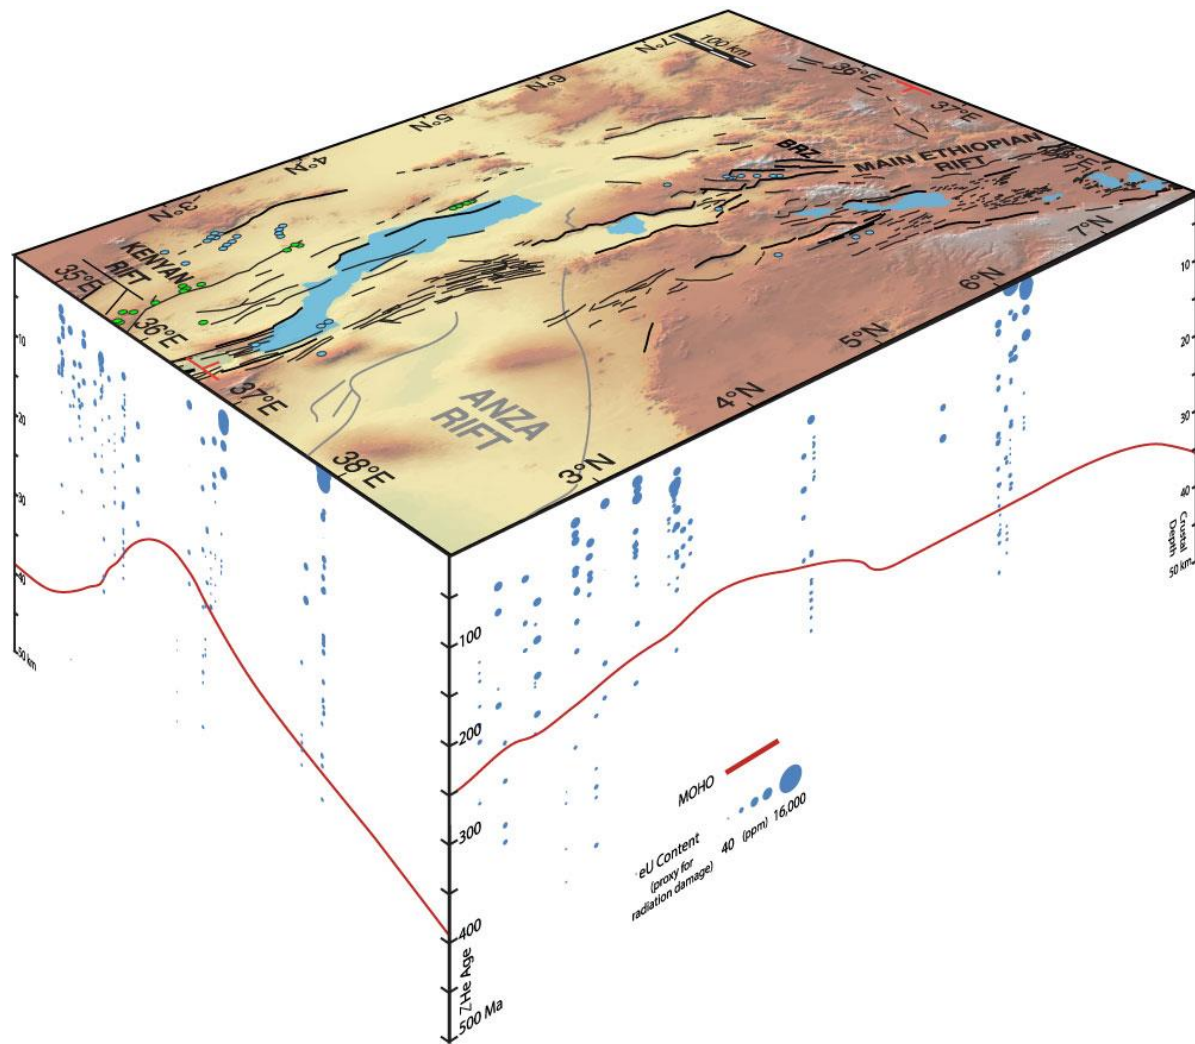 100 km
7°N
6°N
5°N
4°N
3°N
36°E
37°E
BRZ
MAIN ETHIOPIAN
RIFT
7°N
6°N
5°N
4°N
3°N
KENYAN
RIFT
35°E
36°E
37°E
38°E
ANZA
RIFT
10
20
30
40
50 km
10
20
30
40
50 km
Crustal
Depth
100
200
300
400
500 Ma
ZHe Age
MOHO
eU Content
(proxy for
radiation damage)
40 (ppm) 16,000